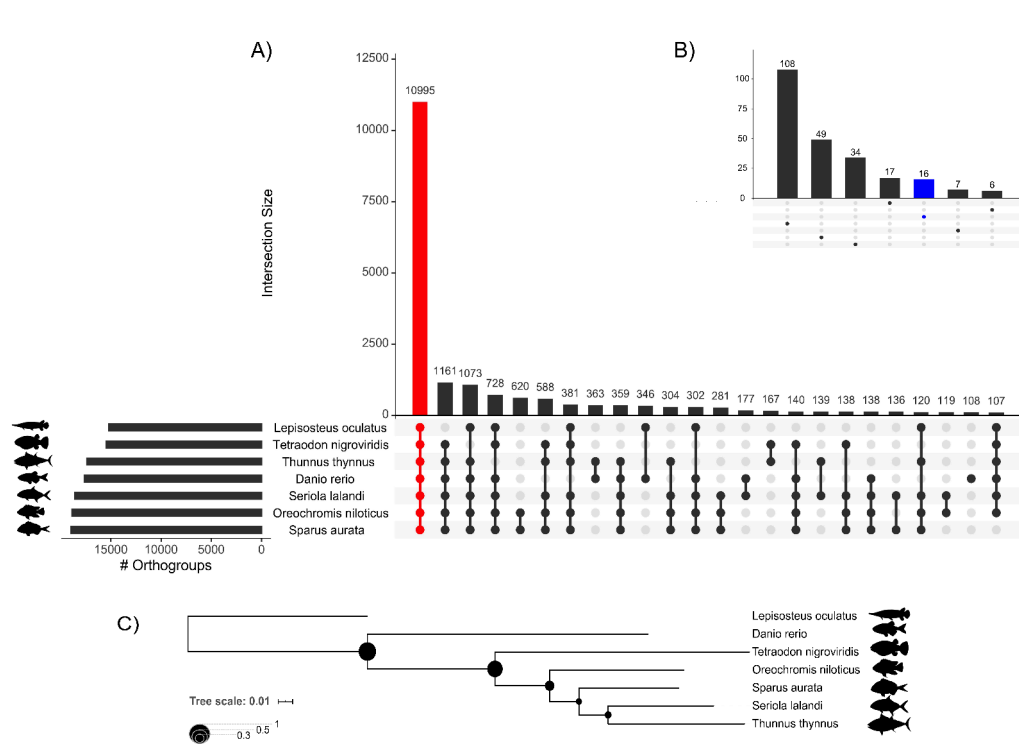 A)
B)
Intersection Size
12500
10000
7500
5000
2500
0
10995
1161 1073 728 620 588 381 363 359 346 304 302 281 177 167 140 139 138 138 136 120 119 108 107
100
75
50
25
0
108 49 34 17 16 7 6
Lepisosteus oculatus
Tetraodon nigroviridis
Thunnus thynnus
Danio rerio
Seriola lalandi
Oreochromis niloticus
Sparus aurata
15000 10000 5000 0
# Orthogroups
C)
Lepisosteus oculatus
Danio rerio
Tetraodon nigroviridis
Oreochromis niloticus
Sparus aurata
Seriola lalandi
Thunnus thynnus
Tree scale: 0.01
1
0.5
0.3